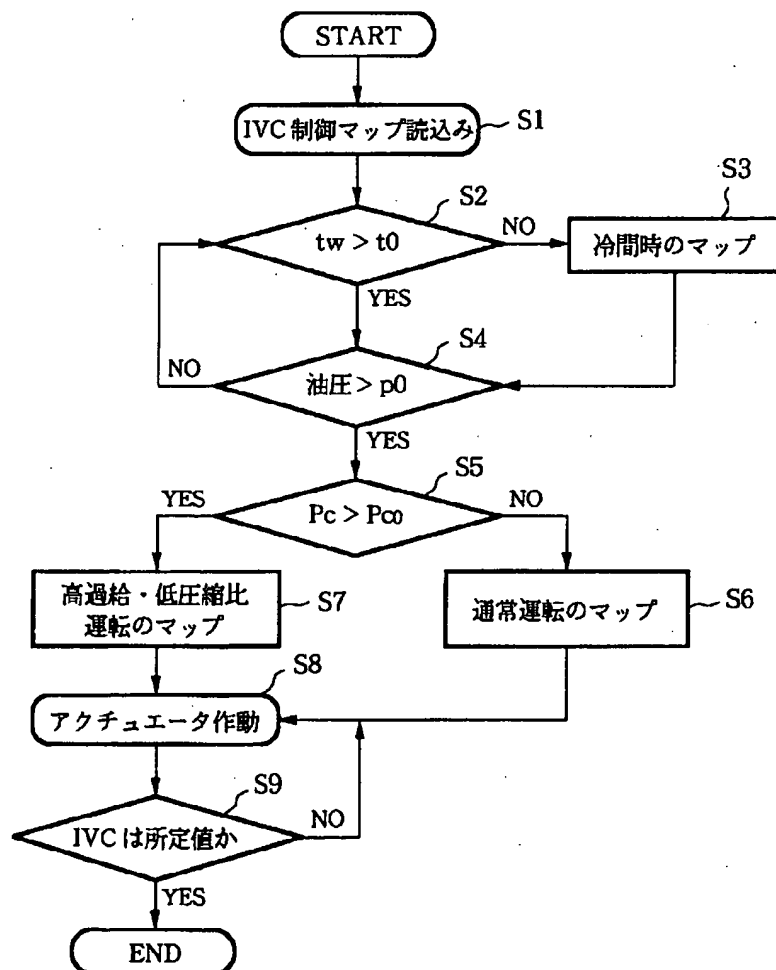 START
IVC 制御マップ読込み
S1
S2
tw > t0
NO
S3
冷間時のマップ
YES
S4
油圧 > p0
NO
YES
S5
YES
Pc > Pc0
NO
高過給・低圧縮比
運転のマップ
S7
通常運転のマップ
S6
S8
アクチュエータ作動
S9
IVC は所定値か
NO
YES
END